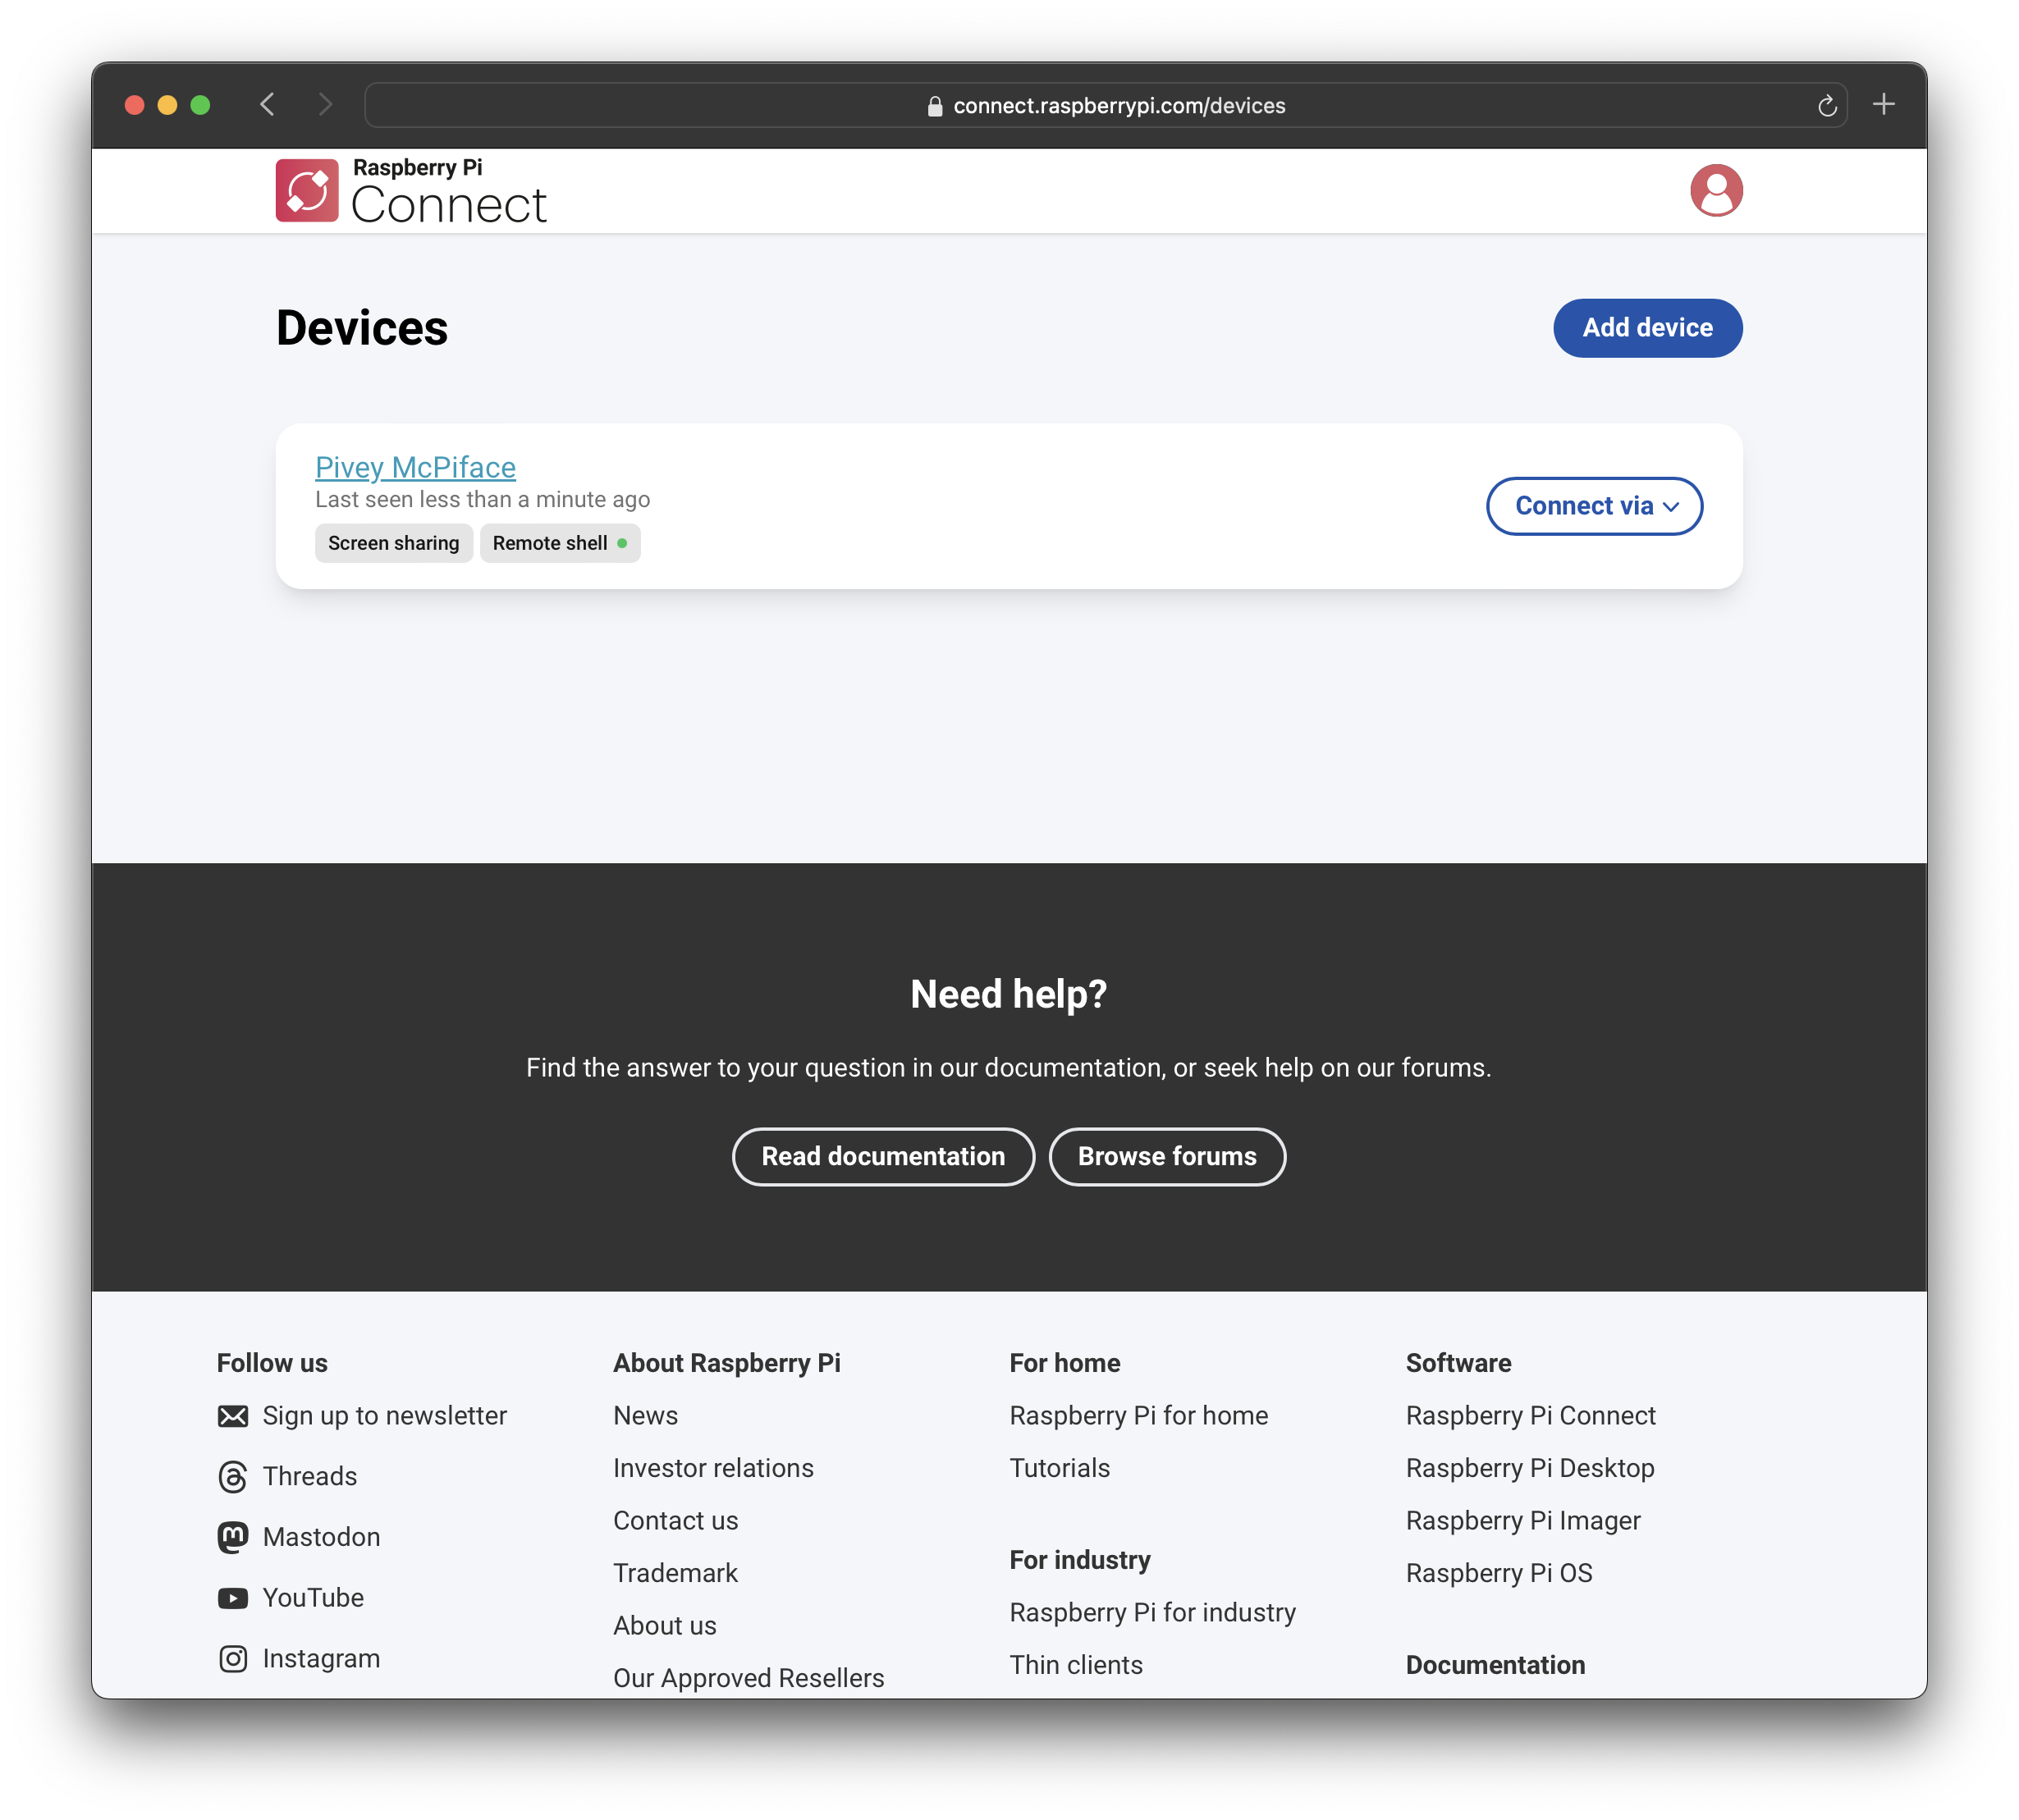 connect.raspberrypi.com/devices
Raspberry Pi
Connect
Devices
Add device
Pivey McPiface
Last seen less than a minute ago
Connect via
Screen sharing
Remote shell
Need help?
Find the answer to your question in our documentation, or seek help on our forums.
Read documentation
Browse forums
Follow us
Sign up to newsletter
Threads
Mastodon
YouTube
Instagram
About Raspberry Pi
News
Investor relations
Contact us
Trademark
About us
Our Approved Resellers
For home
Raspberry Pi for home
Tutorials
For industry
Raspberry Pi for industry
Thin clients
Software
Raspberry Pi Connect
Raspberry Pi Desktop
Raspberry Pi Imager
Raspberry Pi OS
Documentation